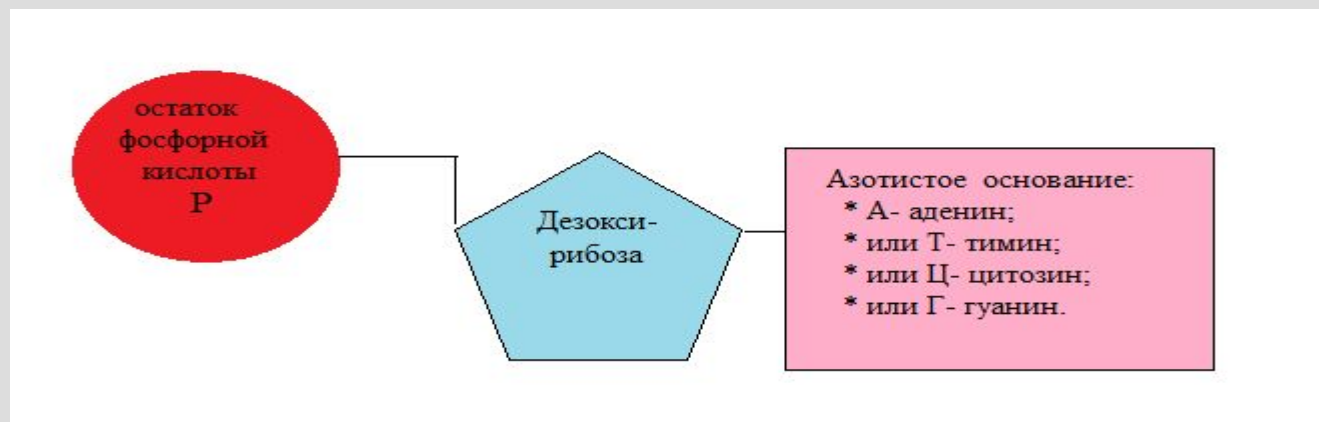 остаток
фосфорной
кислоты
Р
Дезокси-
рибоза
Азотистое основание:
* А- аденин;
* или Т- тимин;
* или Ц- цитозин;
* или Г- гуанин.